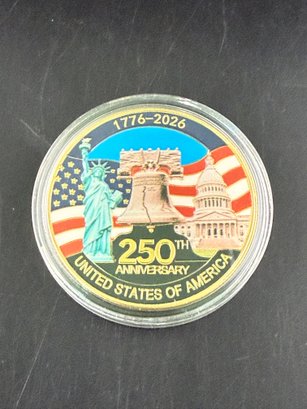 1776-2026
250TH
ANNIVERSARY
UNITED STATES OF AMERICA